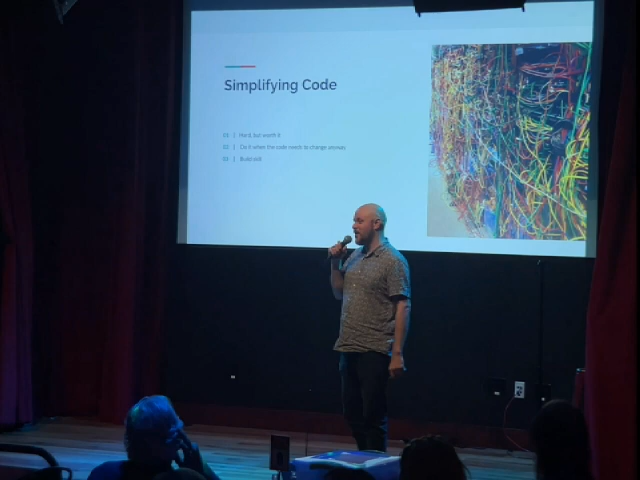 Simplifying Code
01 | Hard, but worth it
02 | Do it when the code needs to change anyway
03 | Build skill